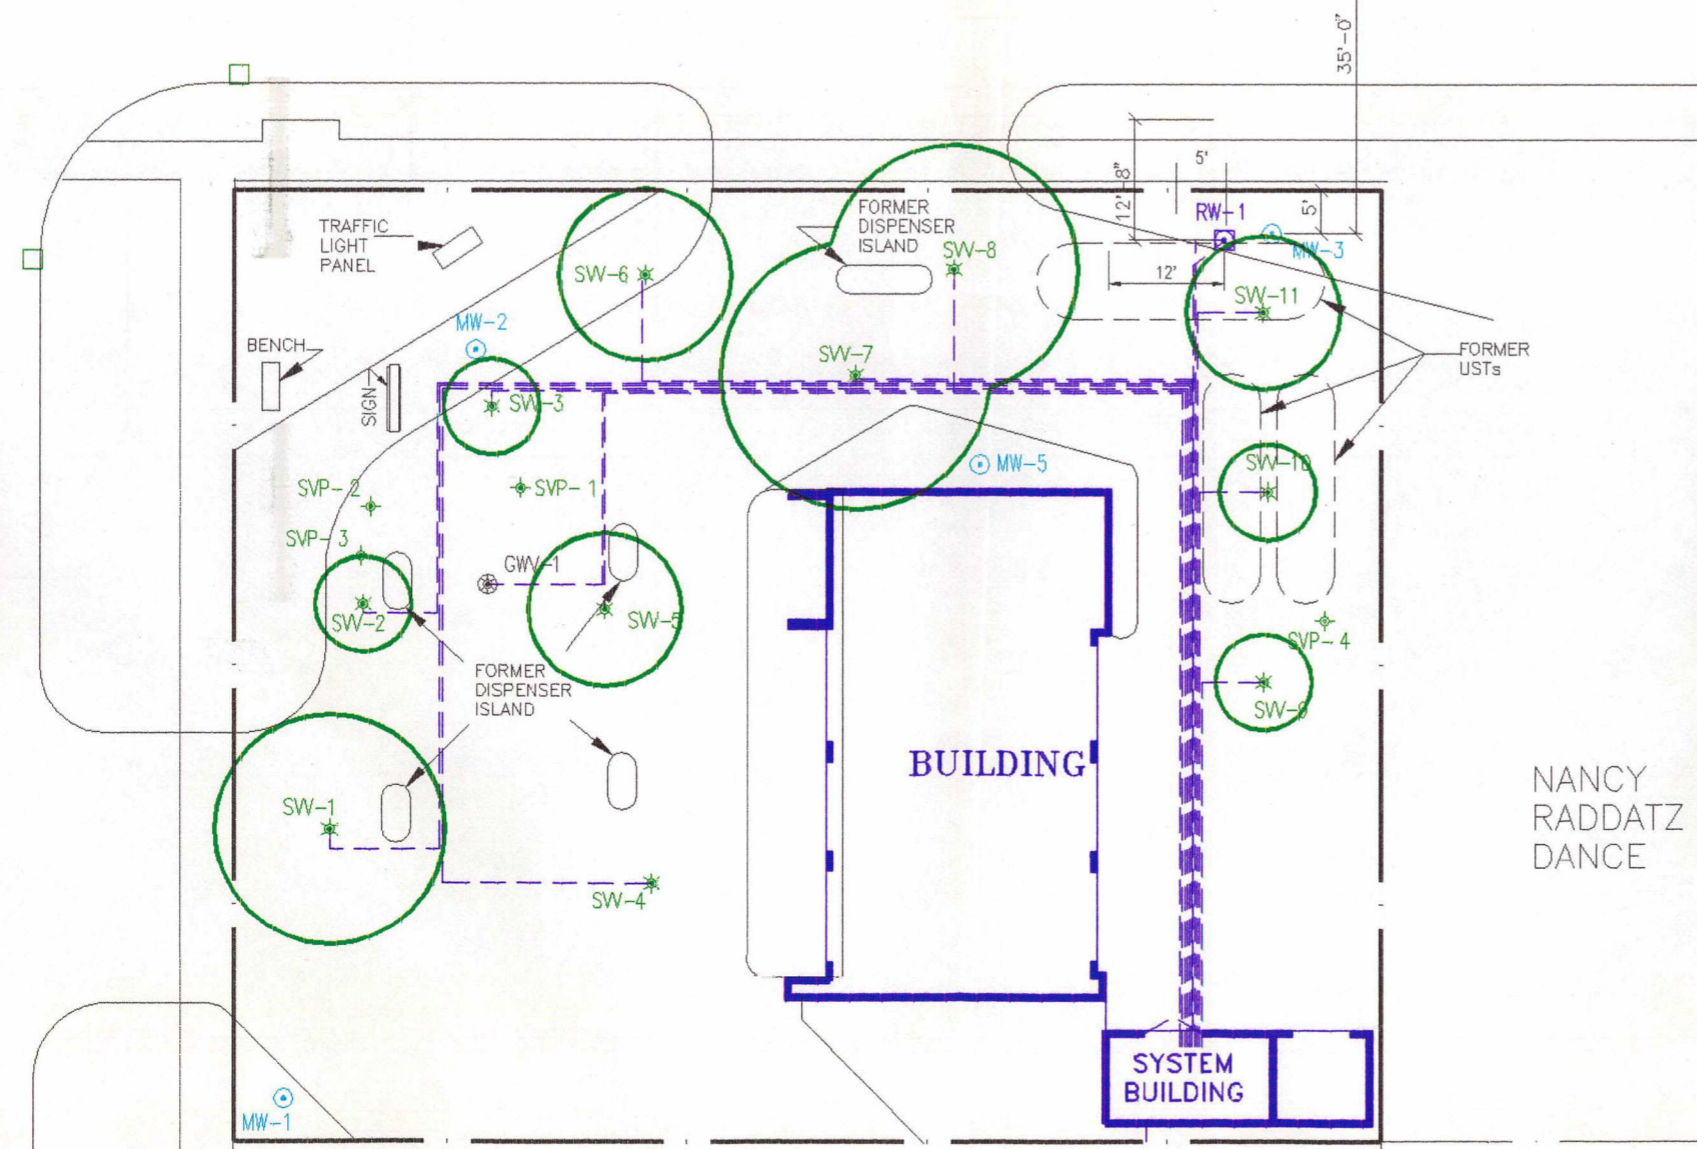 35'-0"
5'
12'-8"
RW-1
5'
TRAFFIC
LIGHT
PANEL
FORMER
DISPENSER
ISLAND
SW-8
MW-3
SW-6
12'
SW-11
MW-2
BENCH
SW-7
FORMER
USTs
SIGN
SW-3
MW-5
SW-10
SVP-2
SVP-1
SVP-3
GWV-1
SW-2
SW-5
SVP-4
FORMER
DISPENSER
ISLAND
SW-9
BUILDING
NANCY
RADDATZ
DANCE
SW-1
SW-4
SYSTEM
BUILDING
MW-1